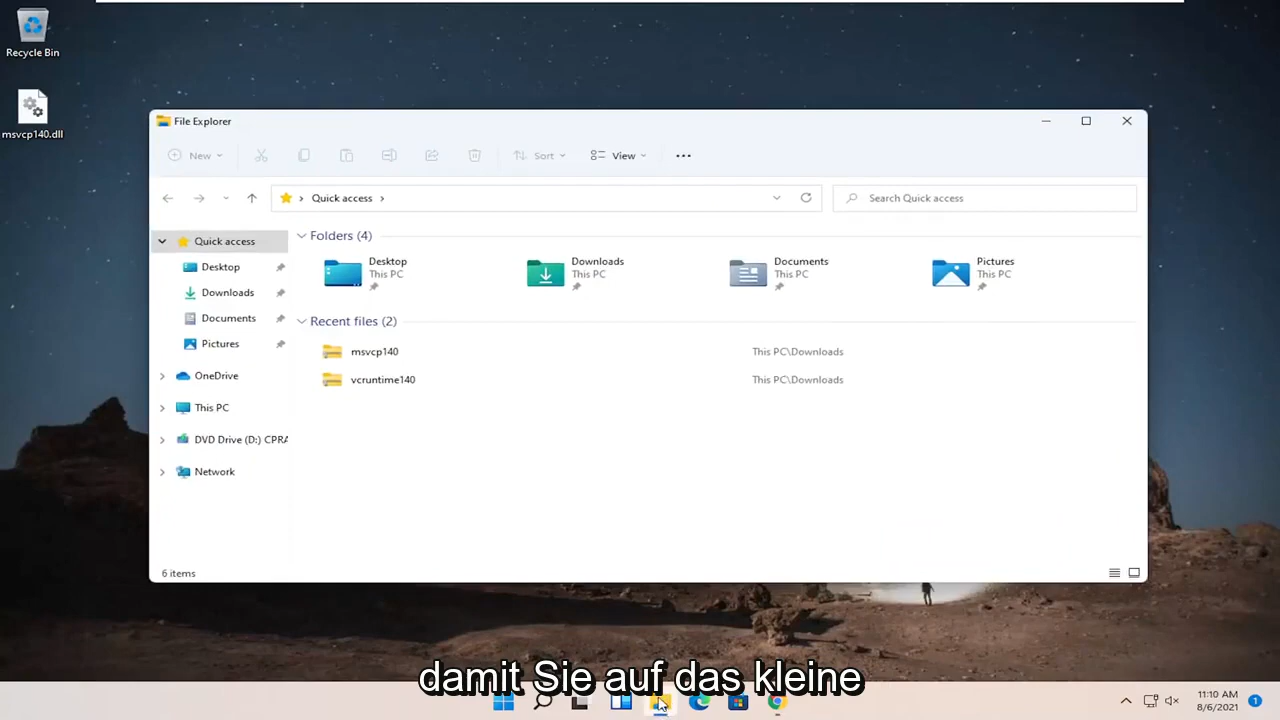 Recycle Bin
msvcp140.dll
File Explorer
New
Sort
View
Quick access
Search Quick access
Quick access
Desktop
Downloads
Documents
Pictures
OneDrive
This PC
DVD Drive (D:) CPRA
Network
Folders (4)
Desktop
This PC
Downloads
This PC
Documents
This PC
Pictures
This PC
Recent files (2)
msvcp140
This PC\Downloads
vcruntime140
This PC\Downloads
6 items
damit Sie auf das kleine
11:10 AM
8/6/2021
1